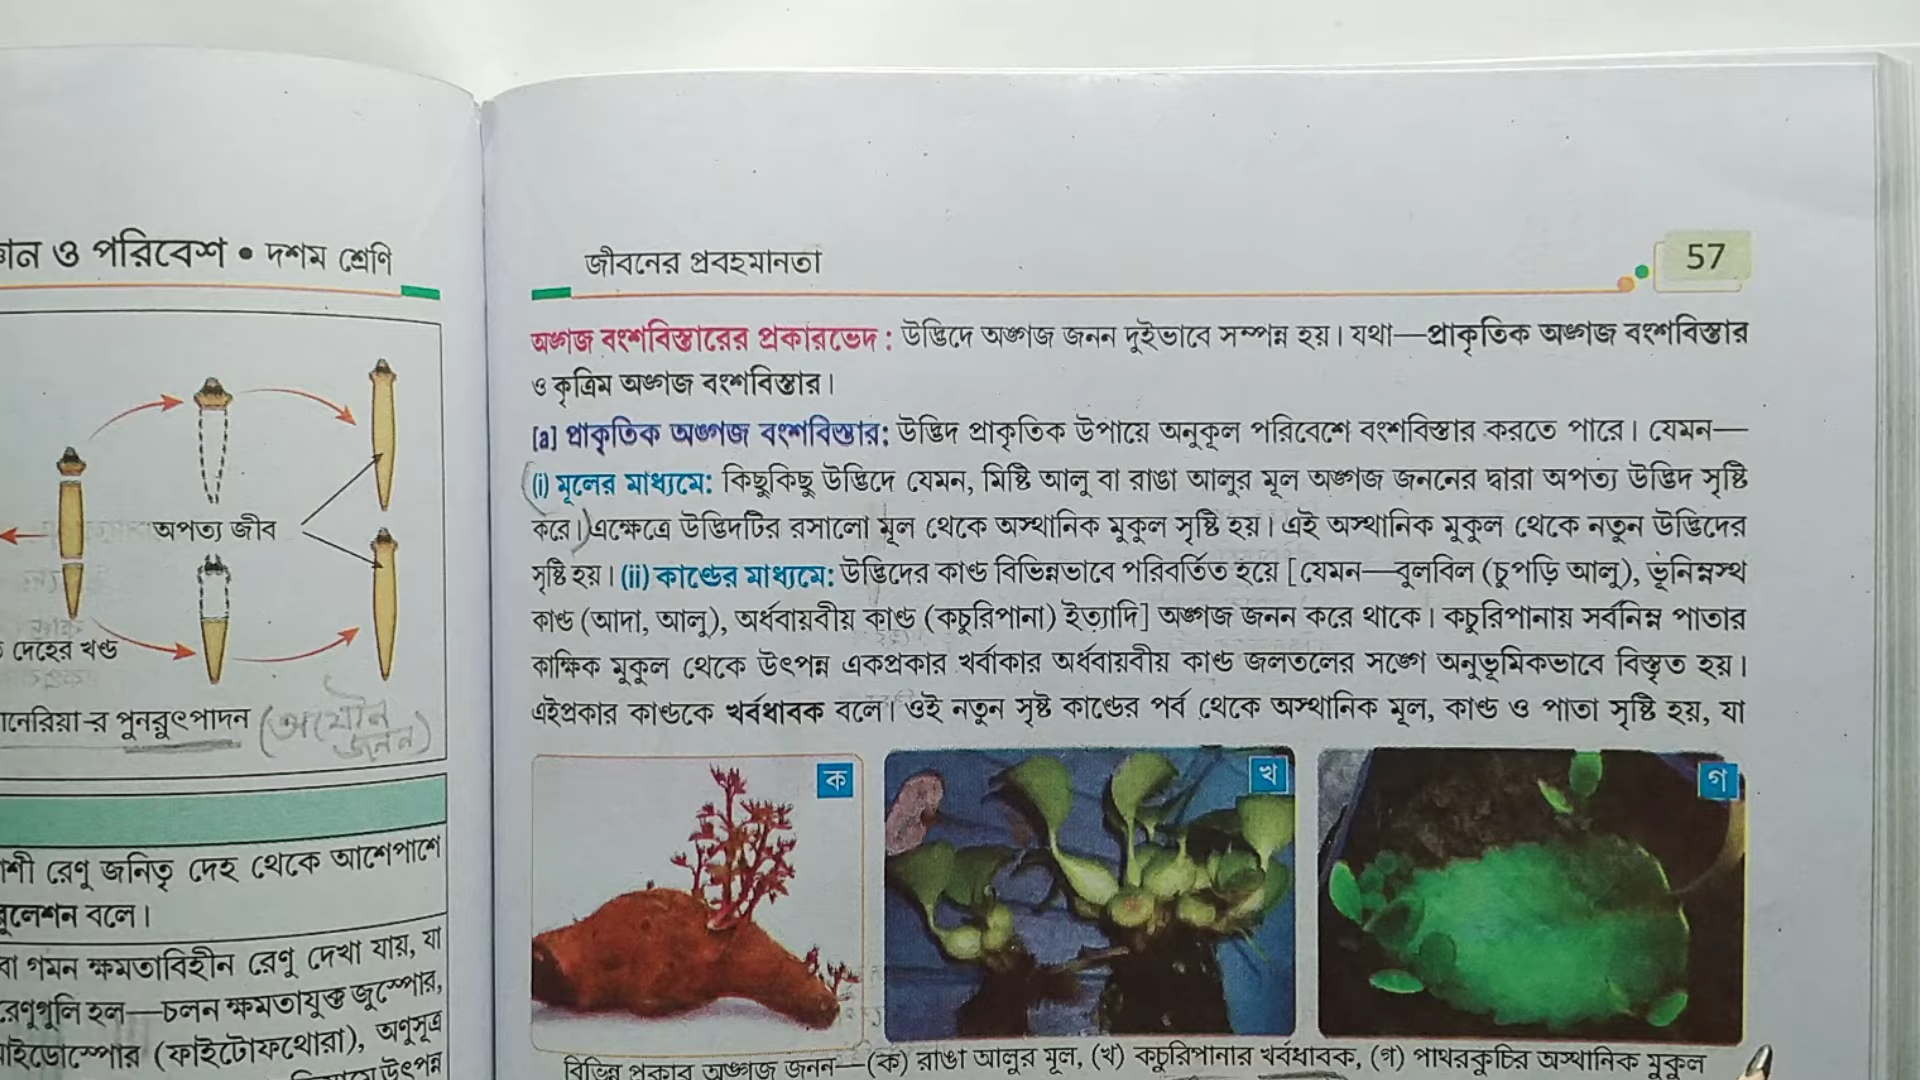 ও পরিবেশ • দশম শ্রেণি
অপত্য জীব
দেহের খণ্ড
পুনরুৎপাদন (অযৌন
জনন)
রেণু জনিতৃ দেহ থেকে আশেপাশে
বলে।
গমন ক্ষমতাবিহীন রেণু দেখা যায়, যা
হল—চলন ক্ষমতাযুক্ত জুস্পোর,
(ফাইটোফথোরা), অণুসূত্র
উৎপন্ন
জীবনের প্রবহমানতা
57
অঙ্গজ বংশবিস্তারের প্রকারভেদ : উদ্ভিদে অঙ্গজ জনন দুইভাবে সম্পন্ন হয়। যথা—প্রাকৃতিক অঙ্গজ বংশবিস্তার
ও কৃত্রিম অঙ্গজ বংশবিস্তার।
[a] প্রাকৃতিক অঙ্গজ বংশবিস্তার: উদ্ভিদ প্রাকৃতিক উপায়ে অনুকূল পরিবেশে বংশবিস্তার করতে পারে। যেমন—
(i) মূলের মাধ্যমে: কিছুকিছু উদ্ভিদে যেমন, মিষ্টি আলু বা রাঙা আলুর মূল অঙ্গজ জননের দ্বারা অপত্য উদ্ভিদ সৃষ্টি
করে। এক্ষেত্রে উদ্ভিদটির রসালো মূল থেকে অস্থানিক মুকুল সৃষ্টি হয়। এই অস্থানিক মুকুল থেকে নতুন উদ্ভিদের
সৃষ্টি হয়। (ii) কাণ্ডের মাধ্যমে: উদ্ভিদের কাণ্ড বিভিন্নভাবে পরিবর্তিত হয়ে [যেমন—বুলবিল (চুপড়ি আলু), ভূনিম্নস্থ
কাণ্ড (আদা, আলু), অর্ধবায়বীয় কাণ্ড (কচুরিপানা) ইত্যাদি] অঙ্গজ জনন করে থাকে। কচুরিপানায় সর্বনিম্ন পাতার
কাক্ষিক মুকুল থেকে উৎপন্ন একপ্রকার খর্বাকার অর্ধবায়বীয় কাণ্ড জলতলের সঙ্গে অনুভূমিকভাবে বিস্তৃত হয়।
এইপ্রকার কাণ্ডকে খর্বধাবক বলে। ওই নতুন সৃষ্ট কাণ্ডের পর্ব থেকে অস্থানিক মূল, কাণ্ড ও পাতা সৃষ্টি হয়, যা
ক
খ
গ
বিভিন্ন প্রকার অঙ্গজ জনন—(ক) রাঙা আলুর মূল, (খ) কচুরিপানার খর্বধাবক, (গ) পাথরকুচির অস্থানিক মুকুল